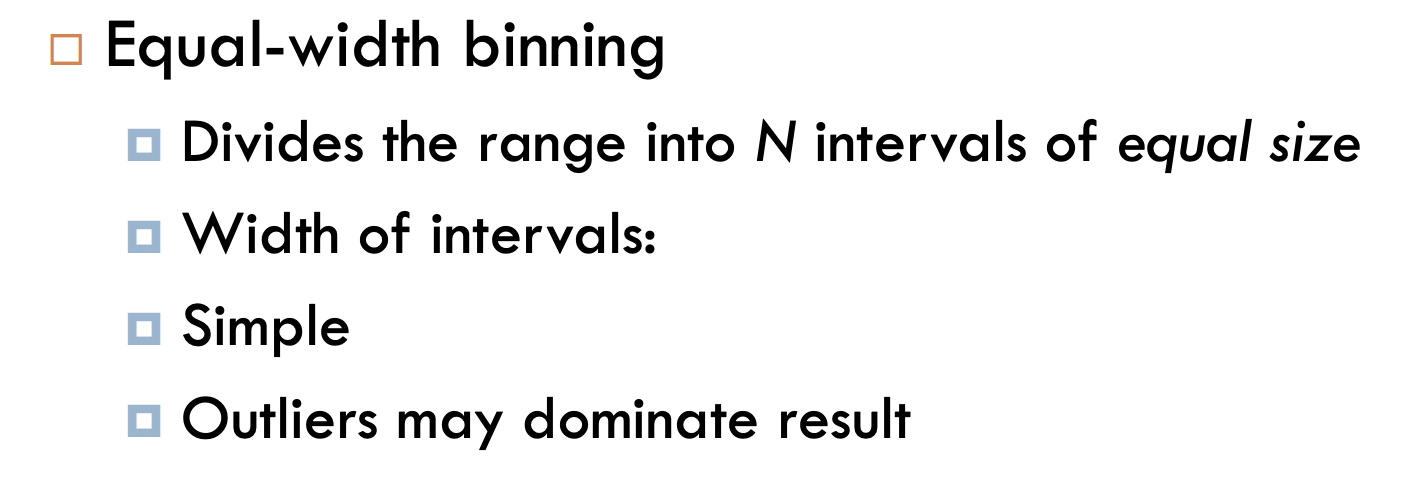 Equal-width binning
Divides the range into N intervals of equal size
Width of intervals:
Simple
Outliers may dominate result